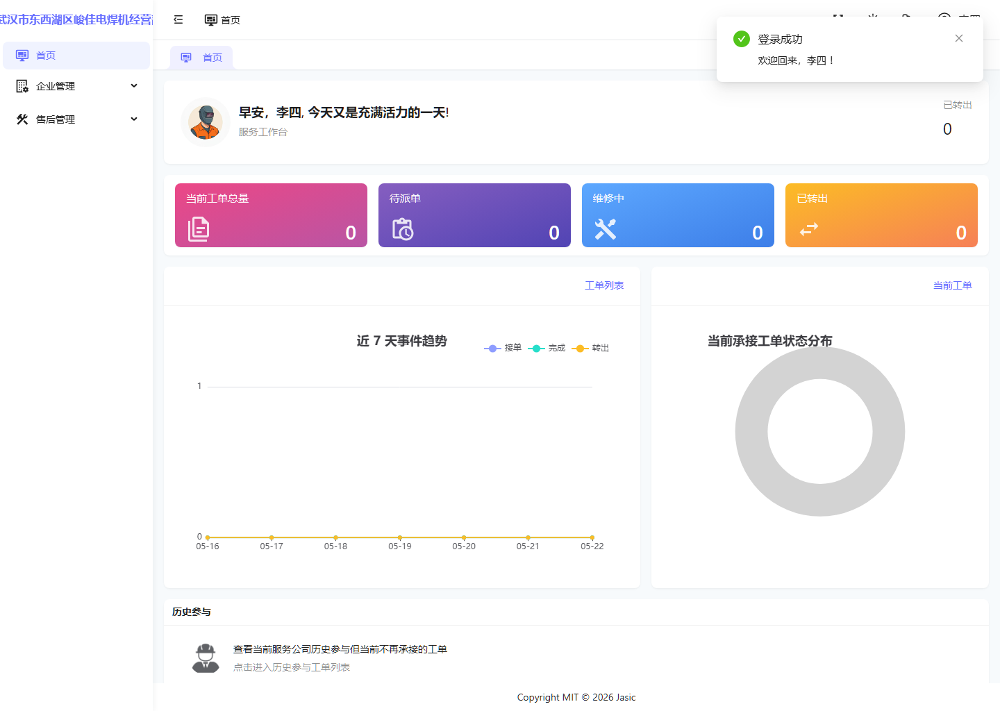 武汉市东西湖区峻佳电焊机经营
首页
企业管理
售后管理
首页
首页
登录成功
欢迎回来，李四！
早安，李四, 今天又是充满活力的一天!
服务工作台
已转出
0
当前工单总量
0
待派单
0
维修中
0
已转出
0
工单列表
当前工单
近 7 天事件趋势
接单
完成
转出
1
0
05-16
05-17
05-18
05-19
05-20
05-21
05-22
当前承接工单状态分布
历史参与
查看当前服务公司历史参与但当前不再承接的工单
点击进入历史参与工单列表
Copyright MIT © 2026 Jasic